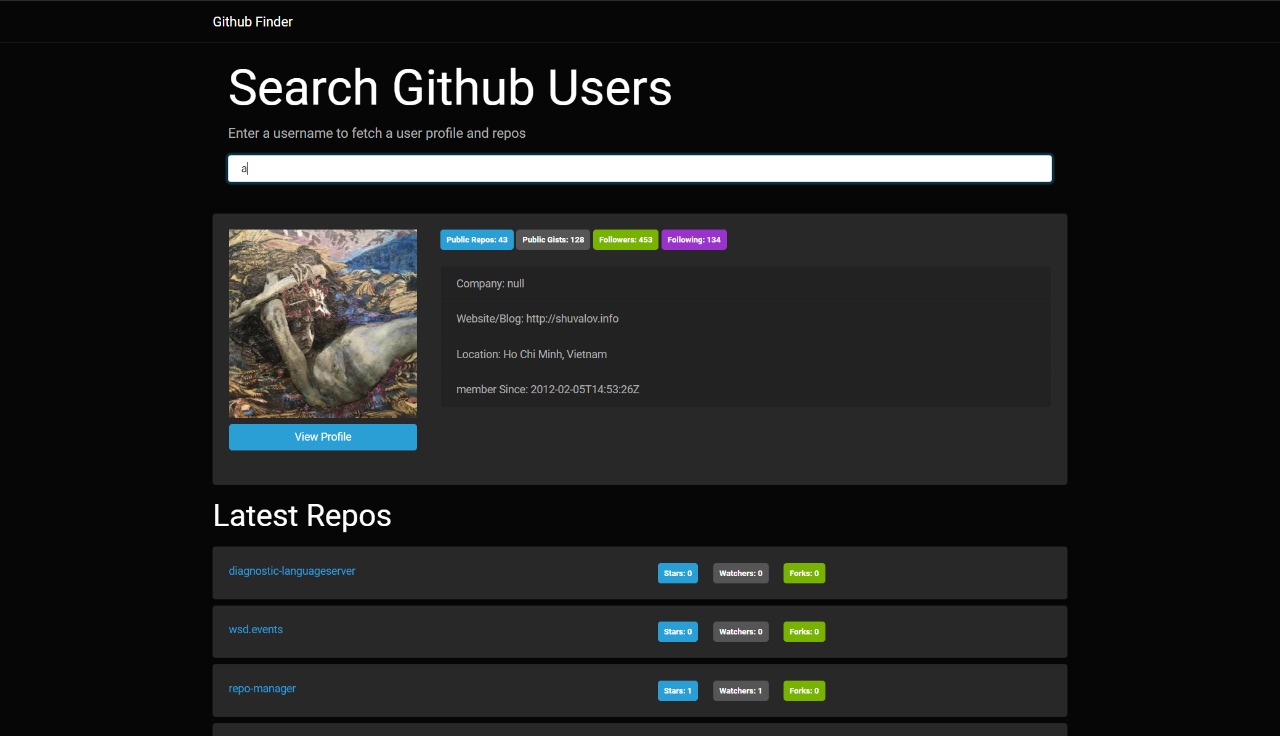 Github Finder
Search Github Users
Enter a username to fetch a user profile and repos
a
Public Repos: 43 Public Gists: 128 Followers: 453 Following: 134
Company: null
Website/Blog: http://shuvalov.info
Location: Ho Chi Minh, Vietnam
member Since: 2012-02-05T14:53:26Z
View Profile
Latest Repos
diagnostic-languageserver Stars: 0 Watchers: 0 Forks: 0
wsd.events Stars: 0 Watchers: 0 Forks: 0
repo-manager Stars: 1 Watchers: 1 Forks: 0